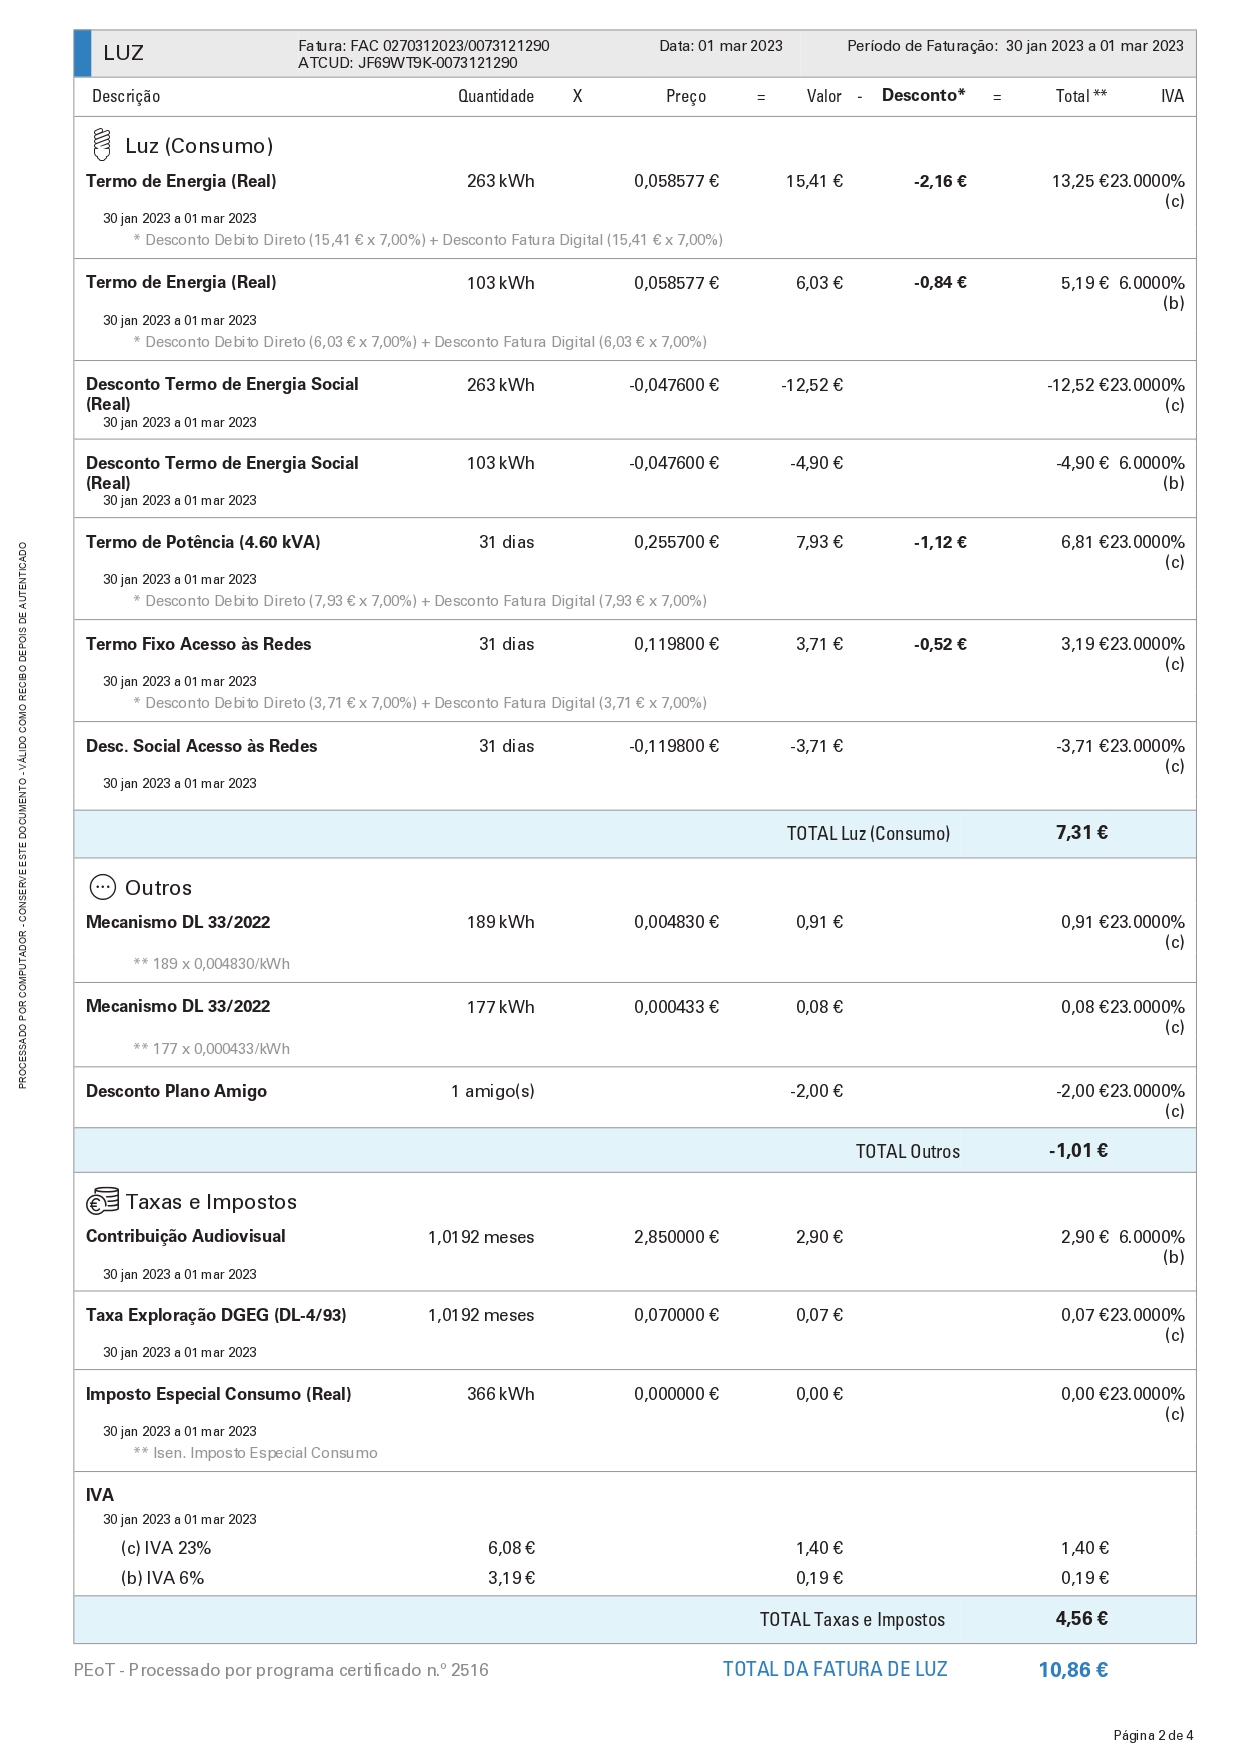 LUZ
Fatura: FAC 0270312023/0073121290
Data: 01 mar 2023
Período de Faturação: 30 jan 2023 a 01 mar 2023
ATCUD: JF69WT9K-0073121290
Descrição Quantidade X Preço = Valor - Desconto* = Total ** IVA
Luz (Consumo)
Termo de Energia (Real) 263 kWh 0,058577 € 15,41 € -2,16 € 13,25 € 23.0000%
(c)
30 jan 2023 a 01 mar 2023
* Desconto Debito Direto (15,41 € x 7,00%) + Desconto Fatura Digital (15,41 € x 7,00%)
Termo de Energia (Real) 103 kWh 0,058577 € 6,03 € -0,84 € 5,19 € 6.0000%
(b)
30 jan 2023 a 01 mar 2023
* Desconto Debito Direto (6,03 € x 7,00%) + Desconto Fatura Digital (6,03 € x 7,00%)
Desconto Termo de Energia Social 263 kWh -0,047600 € -12,52 € -12,52 € 23.0000%
(Real) (c)
30 jan 2023 a 01 mar 2023
Desconto Termo de Energia Social 103 kWh -0,047600 € -4,90 € -4,90 € 6.0000%
(Real) (b)
30 jan 2023 a 01 mar 2023
Termo de Potência (4.60 kVA) 31 dias 0,255700 € 7,93 € -1,12 € 6,81 € 23.0000%
(c)
30 jan 2023 a 01 mar 2023
* Desconto Debito Direto (7,93 € x 7,00%) + Desconto Fatura Digital (7,93 € x 7,00%)
Termo Fixo Acesso às Redes 31 dias 0,119800 € 3,71 € -0,52 € 3,19 € 23.0000%
(c)
30 jan 2023 a 01 mar 2023
* Desconto Debito Direto (3,71 € x 7,00%) + Desconto Fatura Digital (3,71 € x 7,00%)
Desc. Social Acesso às Redes 31 dias -0,119800 € -3,71 € -3,71 € 23.0000%
(c)
30 jan 2023 a 01 mar 2023
TOTAL Luz (Consumo) 7,31 €
Outros
Mecanismo DL 33/2022 189 kWh 0,004830 € 0,91 € 0,91 € 23.0000%
(c)
** 189 x 0,004830/kWh
Mecanismo DL 33/2022 177 kWh 0,000433 € 0,08 € 0,08 € 23.0000%
(c)
** 177 x 0,000433/kWh
Desconto Plano Amigo 1 amigo(s) -2,00 € -2,00 € 23.0000%
(c)
TOTAL Outros -1,01 €
Taxas e Impostos
Contribuição Audiovisual 1,0192 meses 2,850000 € 2,90 € 2,90 € 6.0000%
(b)
30 jan 2023 a 01 mar 2023
Taxa Exploração DGEG (DL-4/93) 1,0192 meses 0,070000 € 0,07 € 0,07 € 23.0000%
(c)
30 jan 2023 a 01 mar 2023
Imposto Especial Consumo (Real) 366 kWh 0,000000 € 0,00 € 0,00 € 23.0000%
(c)
30 jan 2023 a 01 mar 2023
** Isen. Imposto Especial Consumo
IVA
30 jan 2023 a 01 mar 2023
(c) IVA 23% 6,08 € 1,40 € 1,40 €
(b) IVA 6% 3,19 € 0,19 € 0,19 €
TOTAL Taxas e Impostos 4,56 €
PEoT - Processado por programa certificado n.º 2516
TOTAL DA FATURA DE LUZ 10,86 €
Página 2 de 4
PROCESSADO POR COMPUTADOR - CONSERVE ESTE DOCUMENTO - VÁLIDO COMO RECIBO DEPOIS DE AUTENTICADO